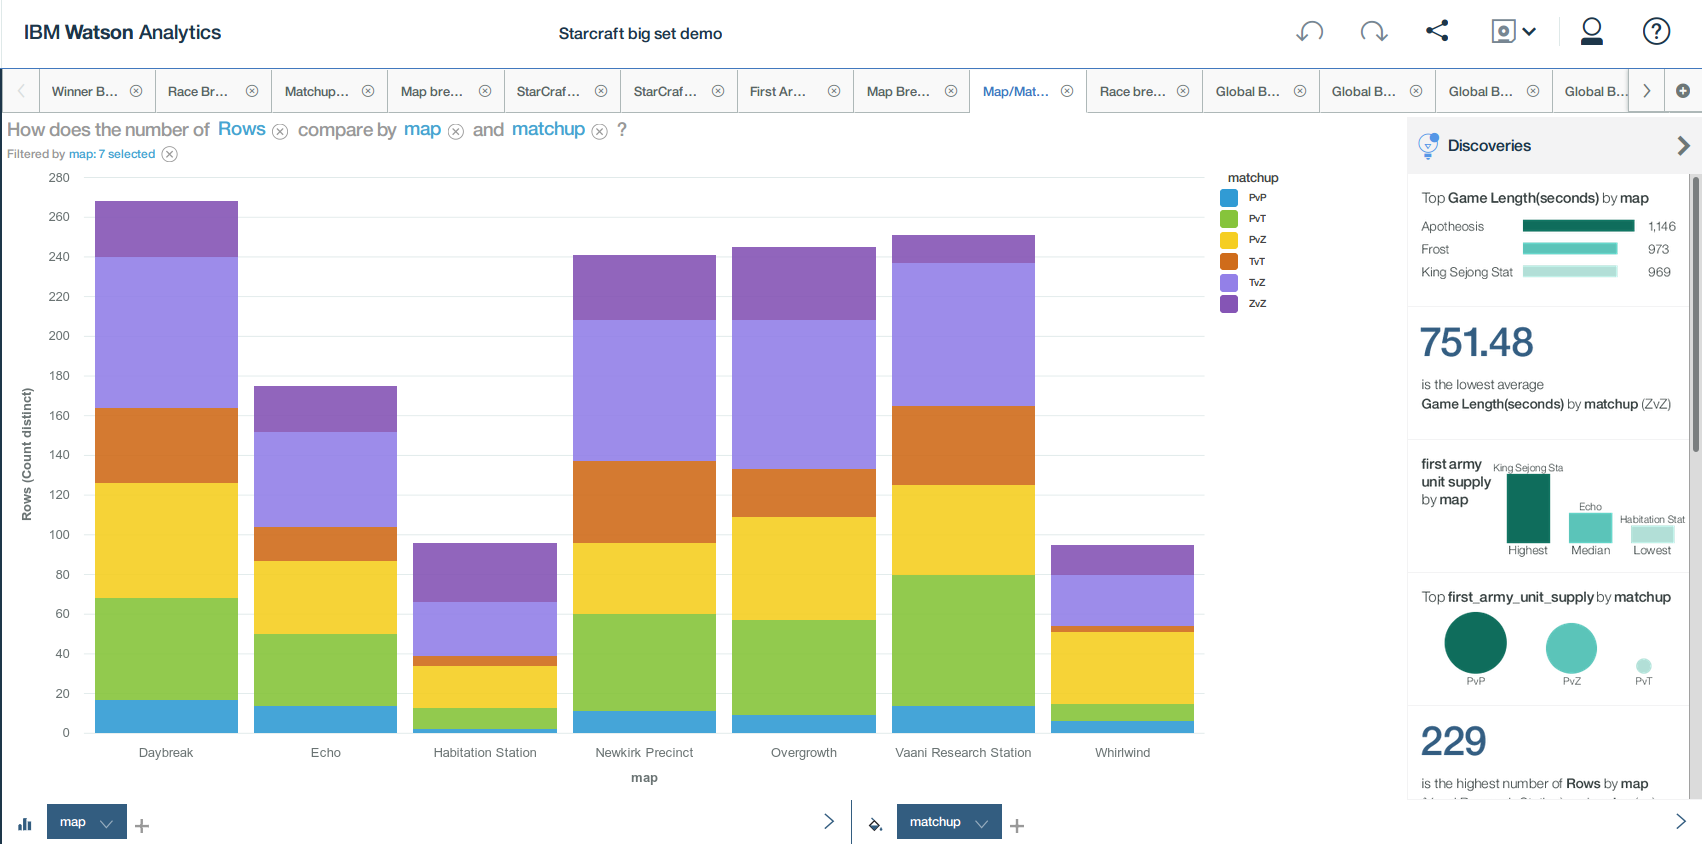 IBM Watson Analytics
Starcraft big set demo
Winner B...
Race Br...
Matchup...
Map bre...
StarCraf...
StarCraf...
First Ar...
Map Bre...
Map/Mat...
Race bre...
Global B...
Global B...
Global B...
Global B...
How does the number of Rows compare by map and matchup ?
Filtered by map: 7 selected
280
260
240
220
200
180
160
140
120
100
80
60
40
20
0
Rows (Count distinct)
Daybreak
Echo
Habitation Station
Newkirk Precinct
Overgrowth
Vaani Research Station
Whirlwind
map
matchup
PvP
PvT
PvZ
TvT
TvZ
ZvZ
Discoveries
Top Game Length(seconds) by map
Apotheosis 1,146
Frost 973
King Sejong Stat 969
751.48
is the lowest average
Game Length(seconds) by matchup (ZvZ)
first army
unit supply
by map
King Sejong Sta
Echo
Habitation Stat
Highest
Median
Lowest
Top first_army_unit_supply by matchup
PvP
PvZ
PvT
229
is the highest number of Rows by map
map
matchup